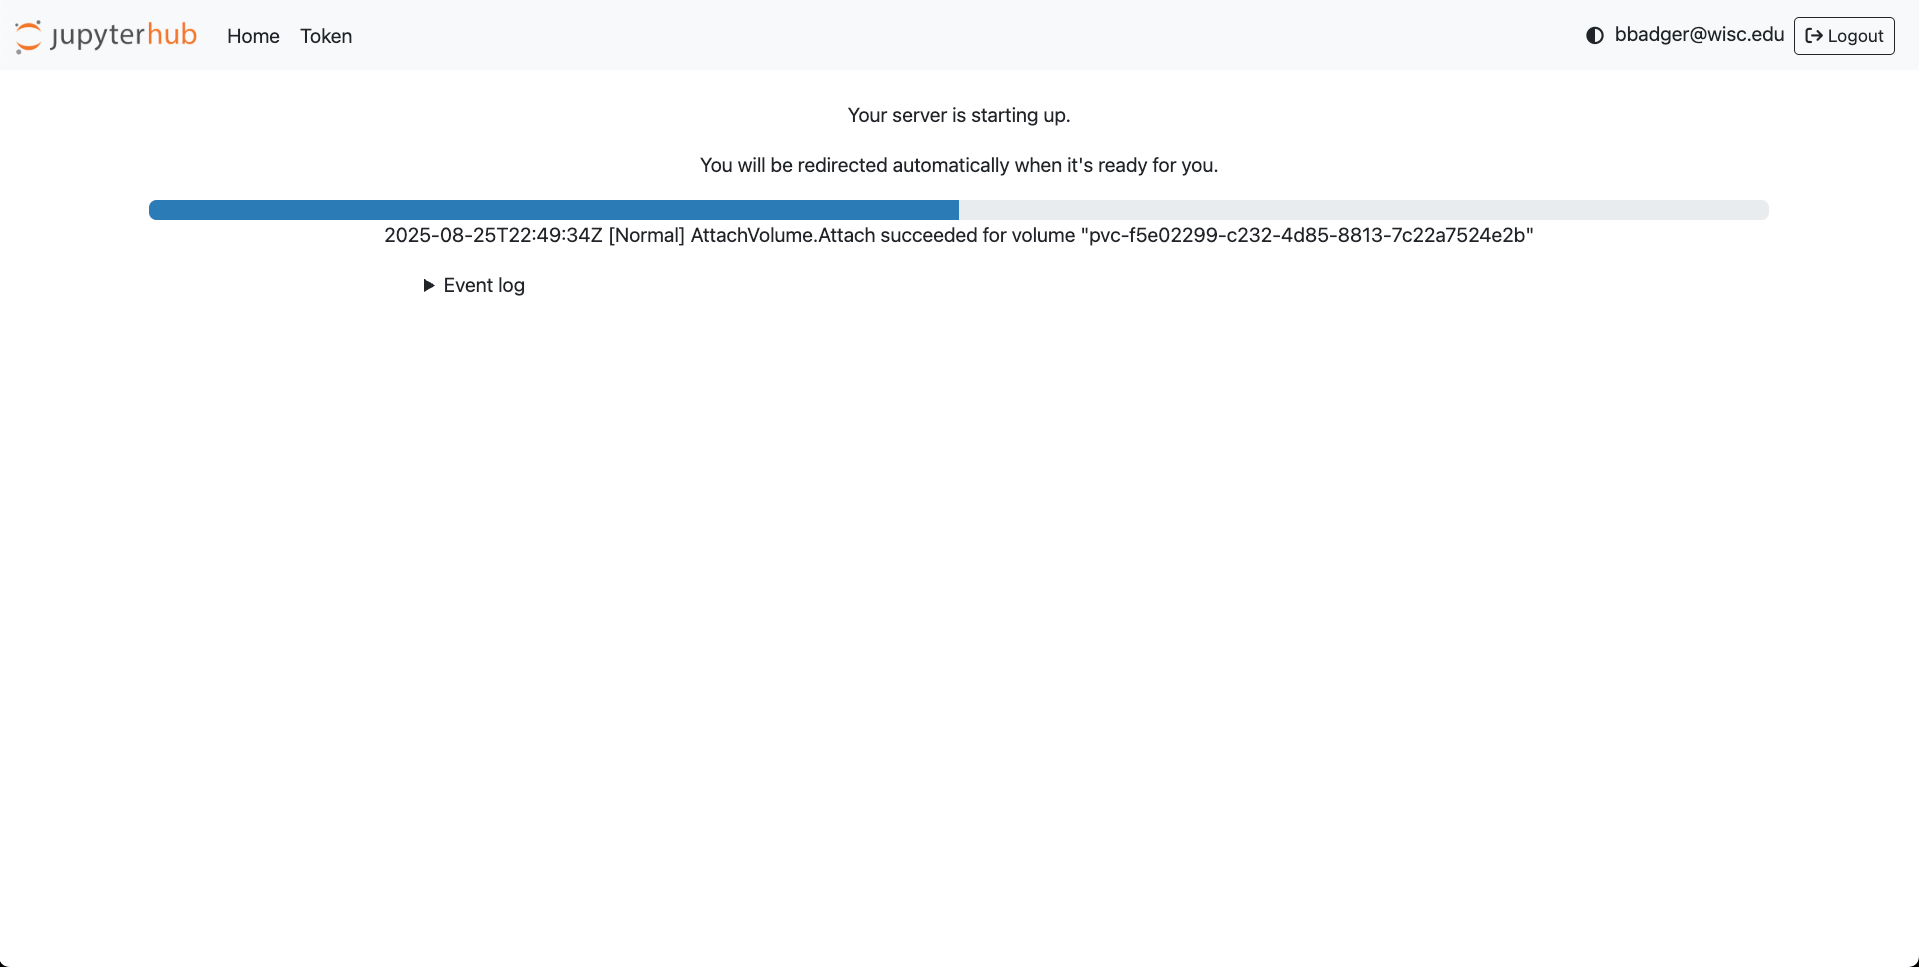 jupyterhub Home Token bbadger@wisc.edu Logout
Your server is starting up.
You will be redirected automatically when it's ready for you.
2025-08-25T22:49:34Z [Normal] AttachVolume.Attach succeeded for volume "pvc-f5e02299-c232-4d85-8813-7c22a7524e2b"
Event log